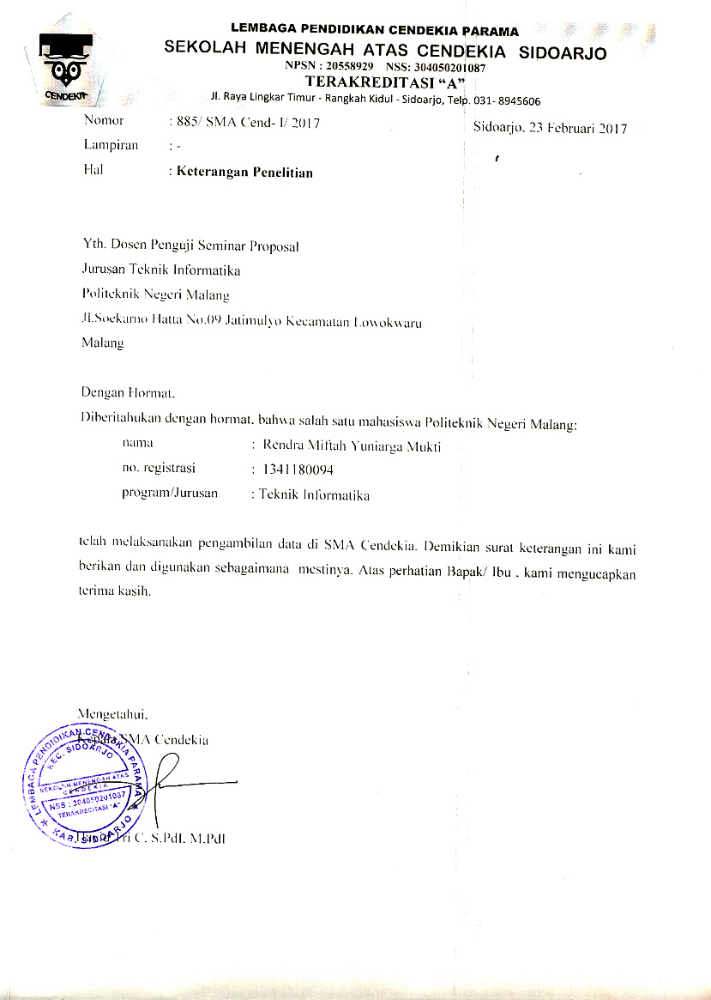 LEMBAGA PENDIDIKAN CENDEKIA PARAMA
SEKOLAH MENENGAH ATAS CENDEKIA SIDOARJO
NPSN : 20558929 NSS: 304050201087
TERAKREDITASI “A”
Jl. Raya Lingkar Timur - Rangkah Kidul - Sidoarjo, Telp. 031- 8945606
CENDEKIA
Nomor : 885/ SMA Cend- I/ 2017 Sidoarjo, 23 Februari 2017
Lampiran : -
Hal : Keterangan Penelitian
Yth. Dosen Penguji Seminar Proposal
Jurusan Teknik Informatika
Politeknik Negeri Malang
Jl.Soekarno Hatta No.09 Jatimulyo Kecamatan Lowokwaru
Malang
Dengan Hormat,
Diberitahukan dengan hormat, bahwa salah satu mahasiswa Politeknik Negeri Malang:
nama : Rendra Miftah Yuniarga Mukti
no. registrasi : 1341180094
program/Jurusan : Teknik Informatika
telah melaksanakan pengambilan data di SMA Cendekia. Demikian surat keterangan ini kami
berikan dan digunakan sebagaimana mestinya. Atas perhatian Bapak/ Ibu , kami mengucapkan
terima kasih.
Mengetahui,
Kepala SMA Cendekia
LEMBAGA PENDIDIKAN CENDEKIA PARAMA
KEC. SIDOARJO
SEKOLAH MENENGAH ATAS
CENDEKIA
NSS : 304050201087
TERAKREDITASI "A"
KAB. SIDOARJO
Tri C. S.PdI. M.PdI